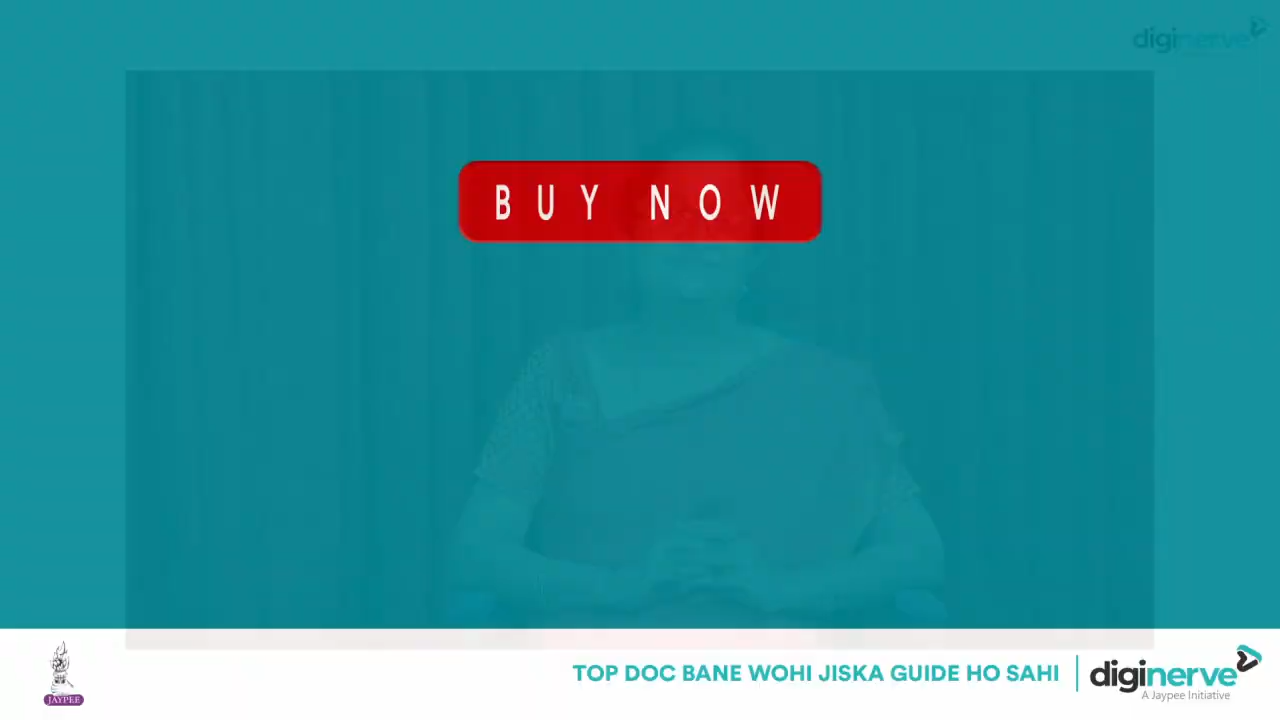 diginerve
BUY NOW
TOP DOC BANE WOHI JISKA GUIDE HO SAHI
diginerve
A Jaypee Initiative
JAYPEE